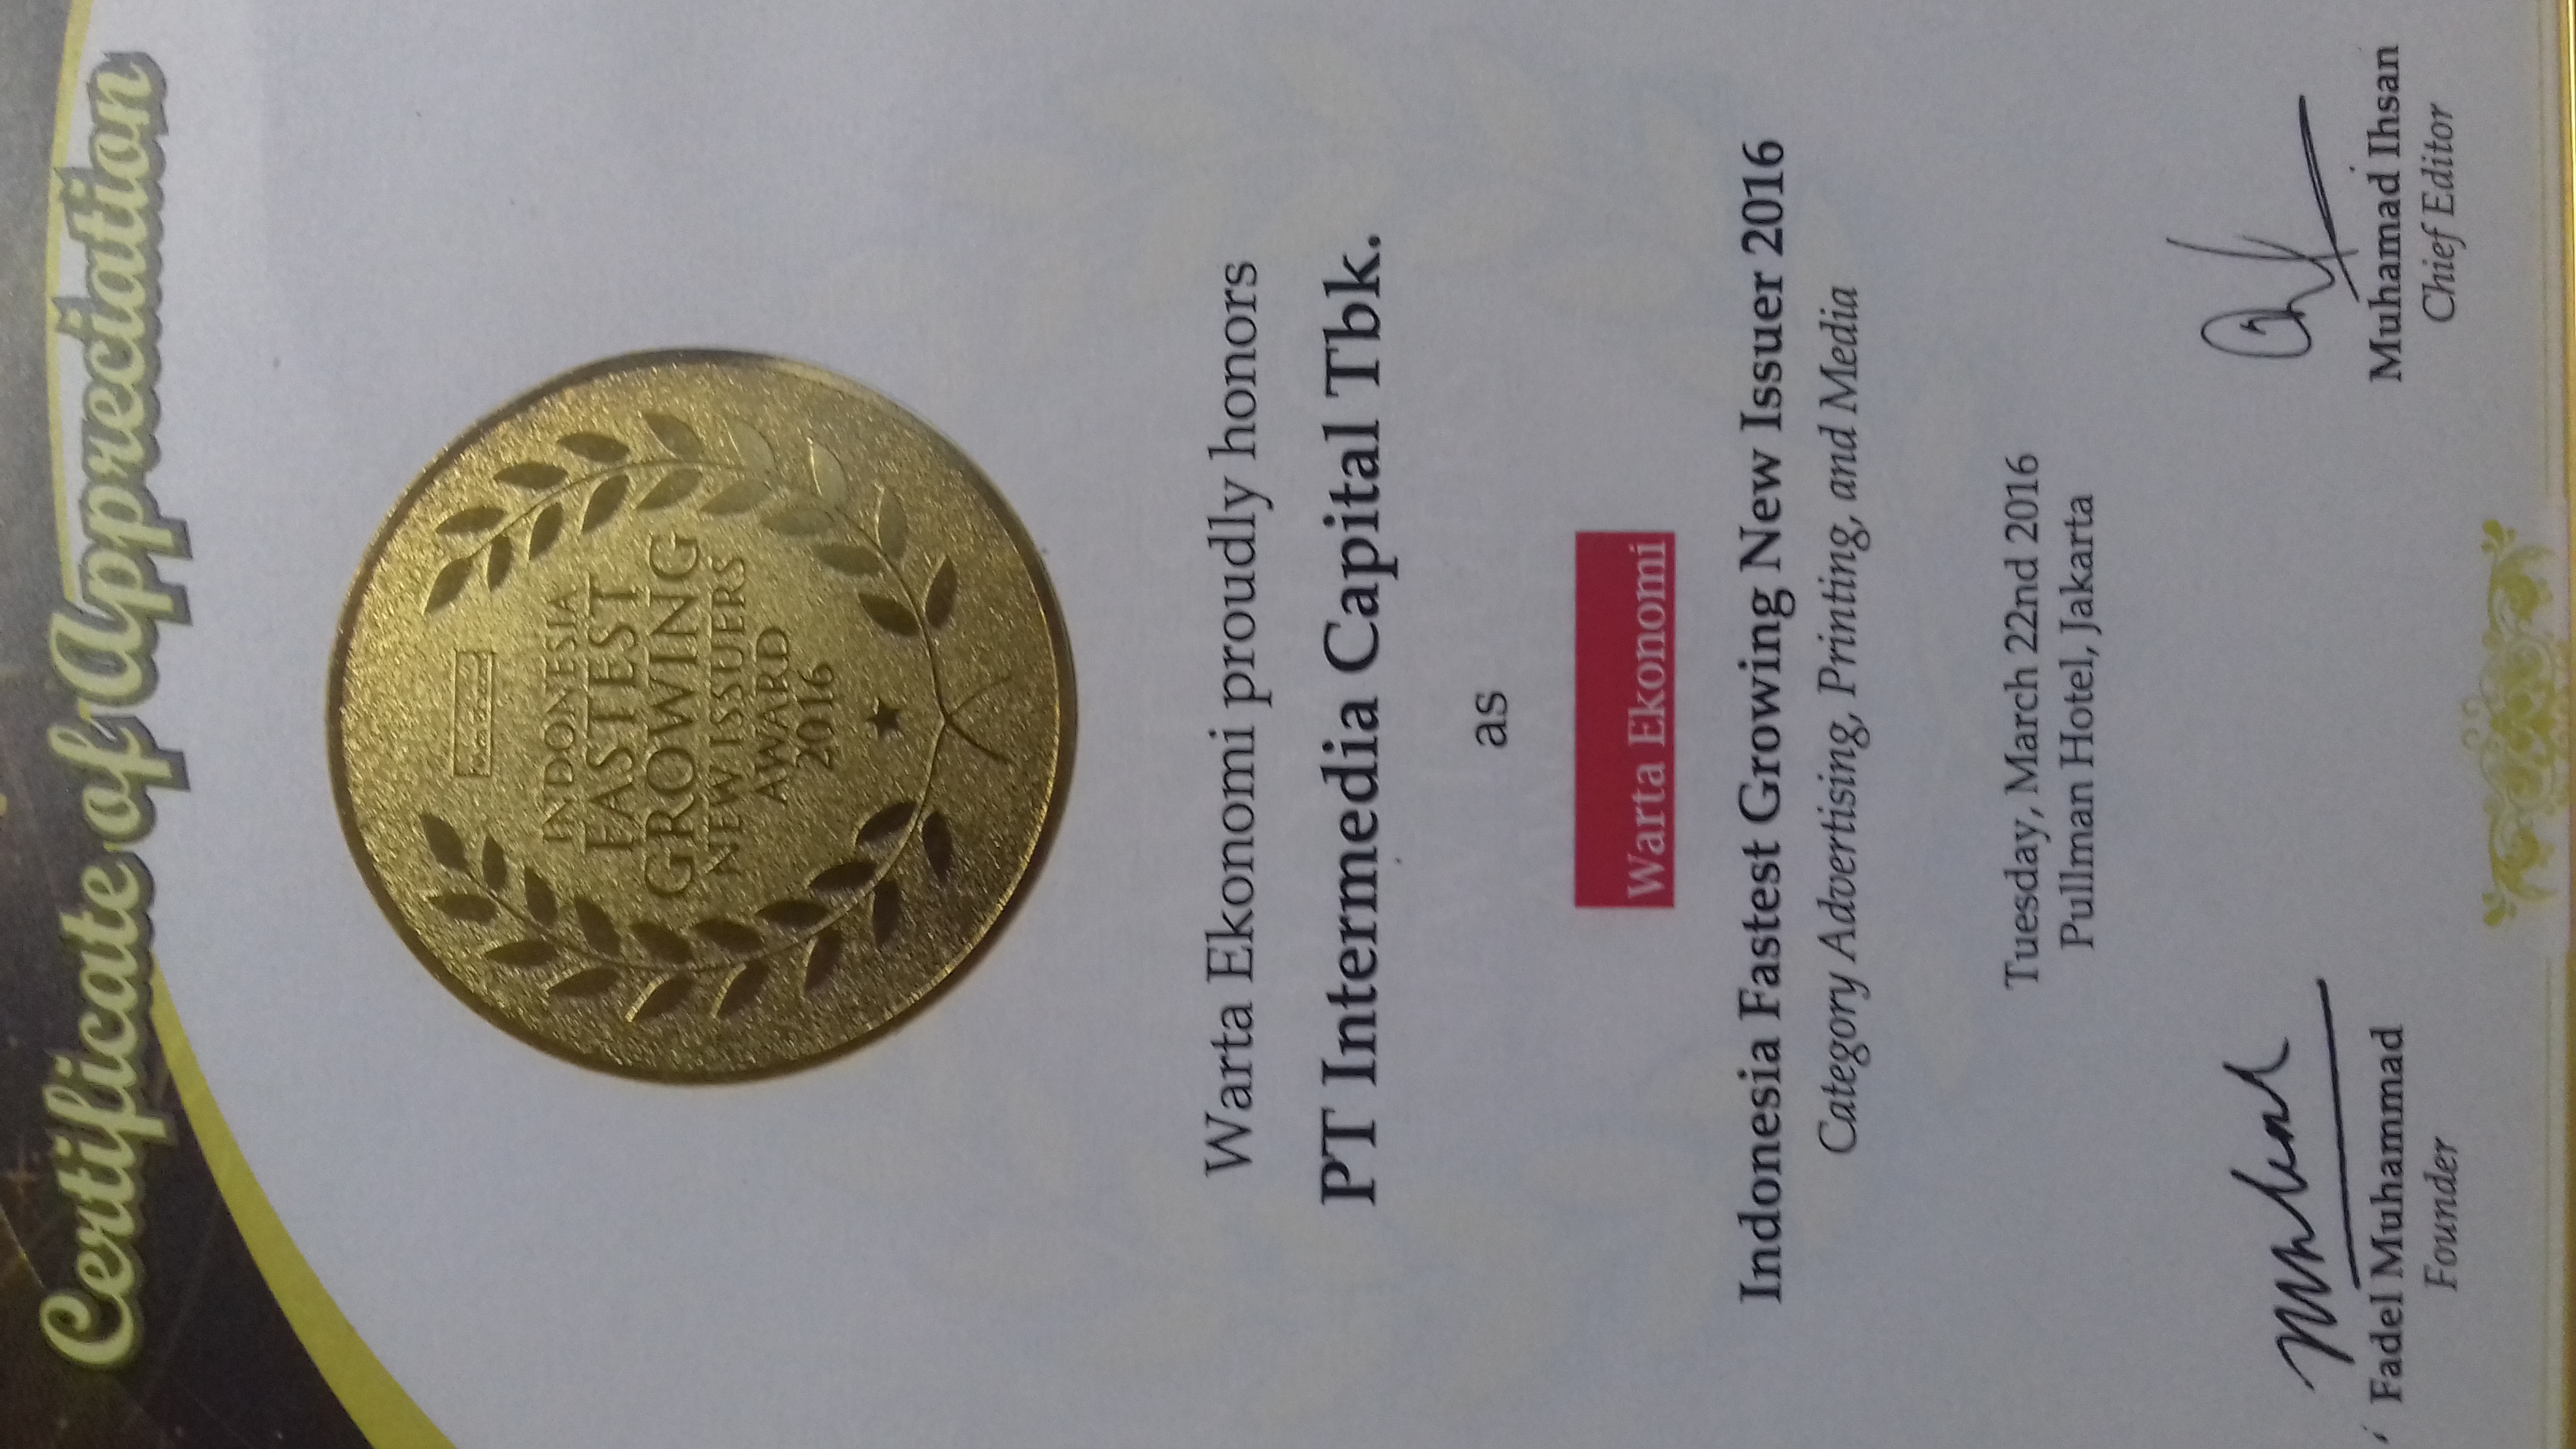 Certificate of Appreciation
Warta Ekonomi
INDONESIA
FASTEST
GROWING
NEW ISSUERS
AWARD
2016
Warta Ekonomi proudly honors
PT Intermedia Capital Tbk.
as
Warta Ekonomi
Indonesia Fastest Growing New Issuer 2016
Category Advertising, Printing, and Media
Tuesday, March 22nd 2016
Pullman Hotel, Jakarta
Fadel Muhammad
Founder
Muhamad Ihsan
Chief Editor